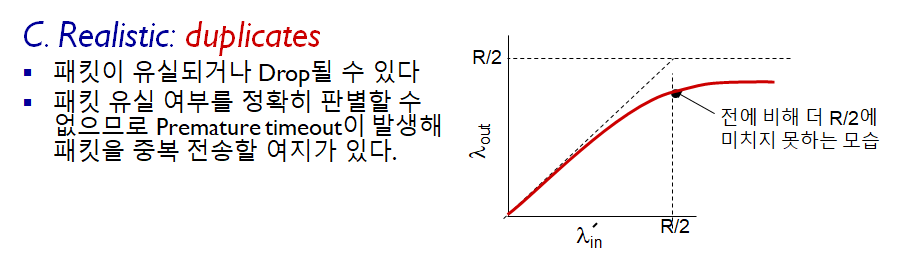 C. Realistic: duplicates
▪ 패킷이 유실되거나 Drop될 수 있다
▪ 패킷 유실 여부를 정확히 판별할 수
없으므로 Premature timeout이 발생해
패킷을 중복 전송할 여지가 있다.
R/2
λout
전에 비해 더 R/2에
미치지 못하는 모습
λ′in
R/2